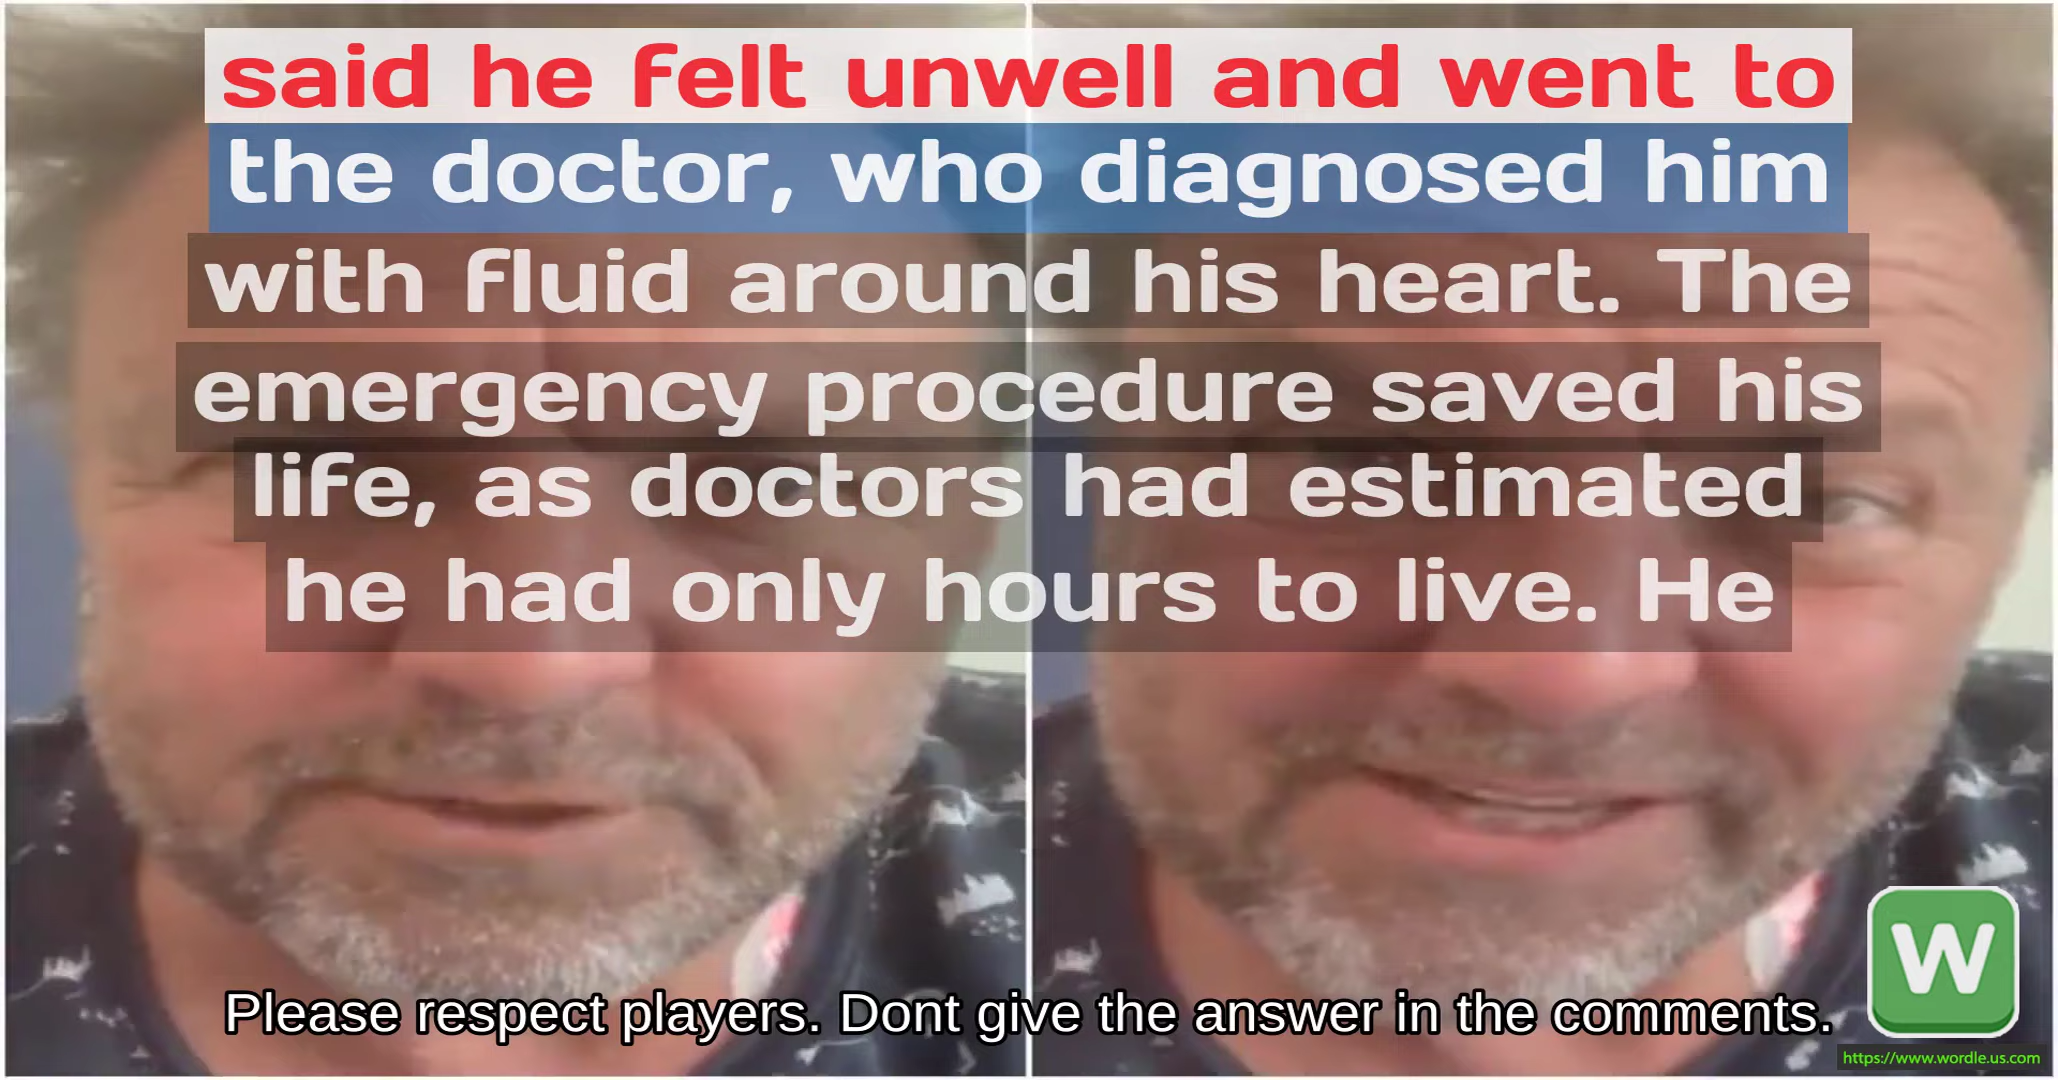 said he felt unwell and went to
the doctor, who diagnosed him
with fluid around his heart. The
emergency procedure saved his
life, as doctors had estimated
he had only hours to live. He
Please respect players. Dont give the answer in the comments.
W
https://www.wordle.us.com